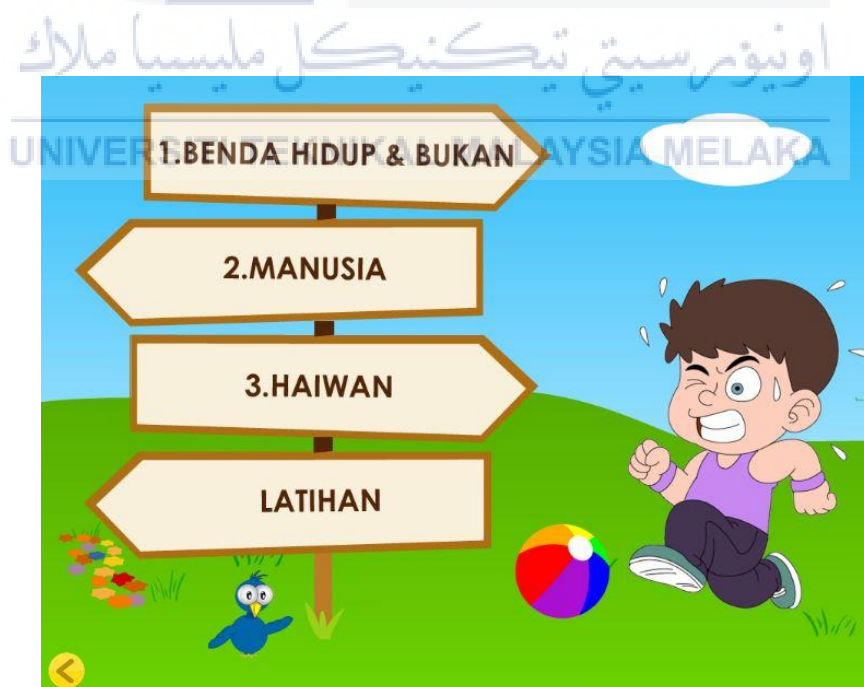 اونيۏرسيتي تيكنيكل مليسيا ملاك
UNIVERSITI TEKNIKAL MALAYSIA MELAKA
1.BENDA HIDUP & BUKAN
2.MANUSIA
3.HAIWAN
LATIHAN